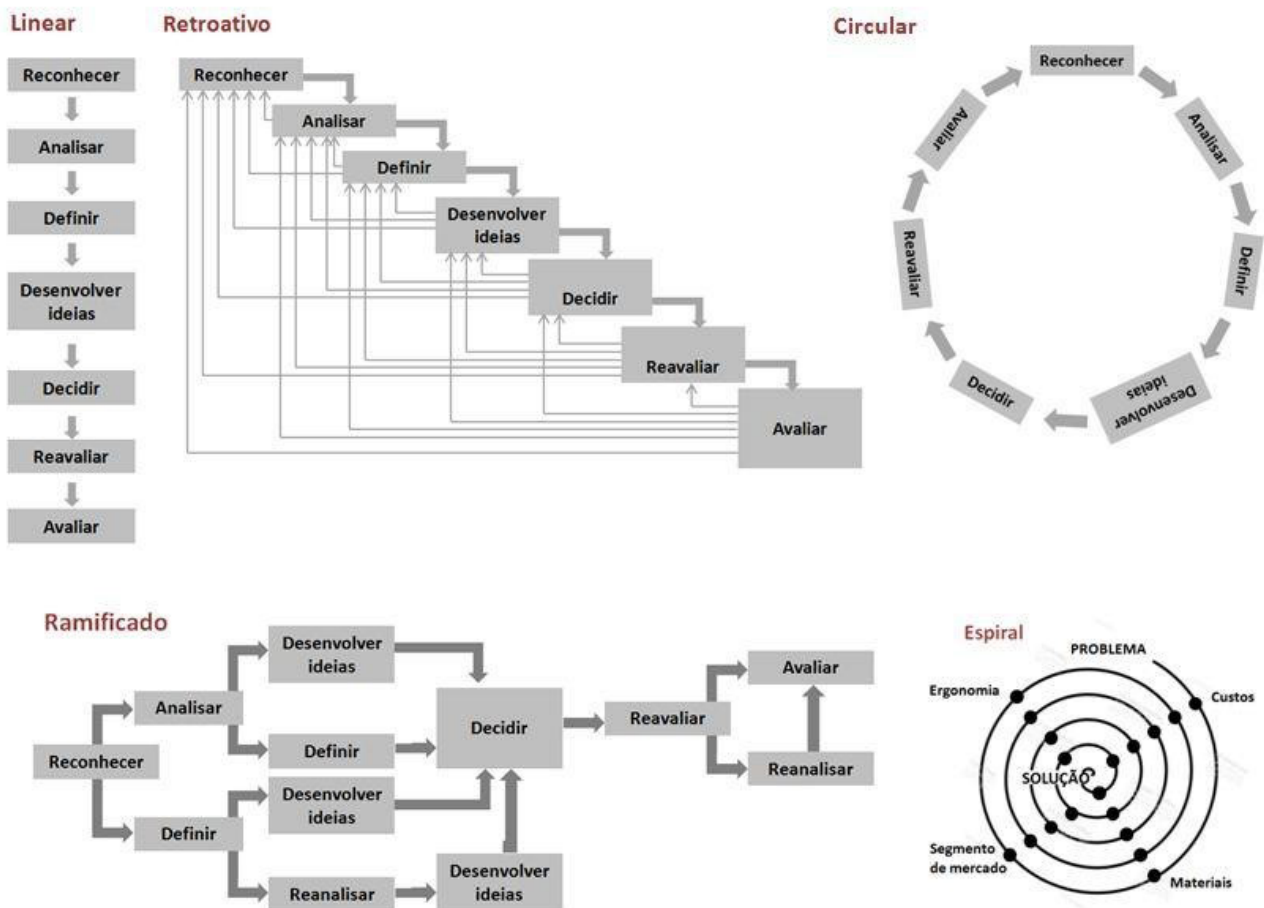 Linear
Reconhecer
Analisar
Definir
Desenvolver
ideias
Decidir
Reavaliar
Avaliar
Retroativo
Reconhecer
Analisar
Definir
Desenvolver
ideias
Decidir
Reavaliar
Avaliar
Circular
Reconhecer
Analisar
Definir
Desenvolver
ideias
Decidir
Reavaliar
Avaliar
Ramificado
Reconhecer
Analisar
Definir
Desenvolver
ideias
Definir
Desenvolver
ideias
Reanalisar
Desenvolver
ideias
Decidir
Reavaliar
Avaliar
Reanalisar
Espiral
PROBLEMA
Ergonomia
Custos
SOLUÇÃO
Segmento
de mercado
Materiais